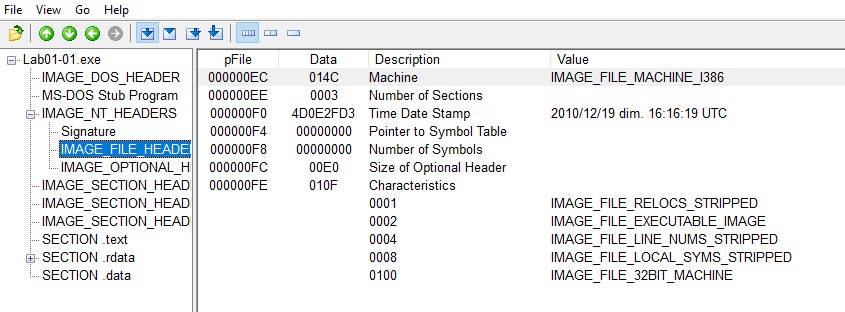 File View Go Help
pFile Data Description Value
Lab01-01.exe
IMAGE_DOS_HEADER 000000EC 014C Machine IMAGE_FILE_MACHINE_I386
MS-DOS Stub Program 000000EE 0003 Number of Sections
IMAGE_NT_HEADERS 000000F0 4D0E2FD3 Time Date Stamp 2010/12/19 dim. 16:16:19 UTC
Signature 000000F4 00000000 Pointer to Symbol Table
IMAGE_FILE_HEADE 000000F8 00000000 Number of Symbols
IMAGE_OPTIONAL_H 000000FC 00E0 Size of Optional Header
IMAGE_SECTION_HEAD 000000FE 010F Characteristics
IMAGE_SECTION_HEAD 0001 IMAGE_FILE_RELOCS_STRIPPED
IMAGE_SECTION_HEAD 0002 IMAGE_FILE_EXECUTABLE_IMAGE
SECTION .text 0004 IMAGE_FILE_LINE_NUMS_STRIPPED
SECTION .rdata 0008 IMAGE_FILE_LOCAL_SYMS_STRIPPED
SECTION .data 0100 IMAGE_FILE_32BIT_MACHINE